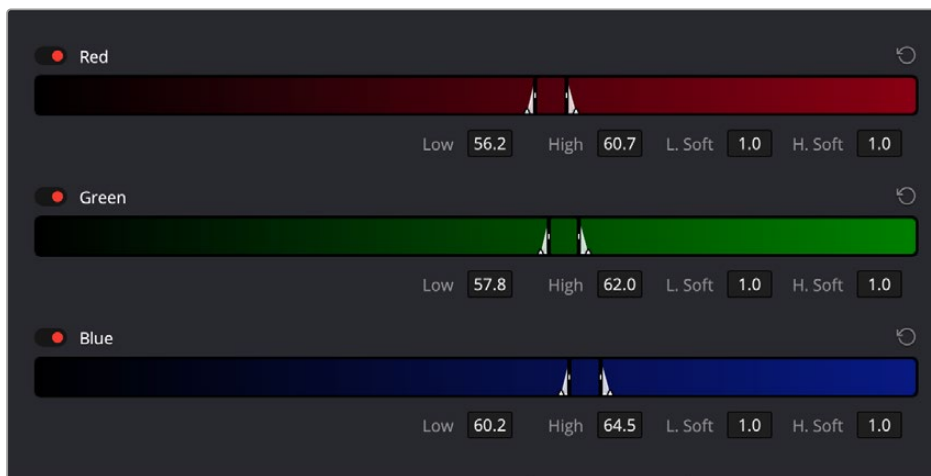 Red
Low 56.2 High 60.7 L. Soft 1.0 H. Soft 1.0
Green
Low 57.8 High 62.0 L. Soft 1.0 H. Soft 1.0
Blue
Low 60.2 High 64.5 L. Soft 1.0 H. Soft 1.0